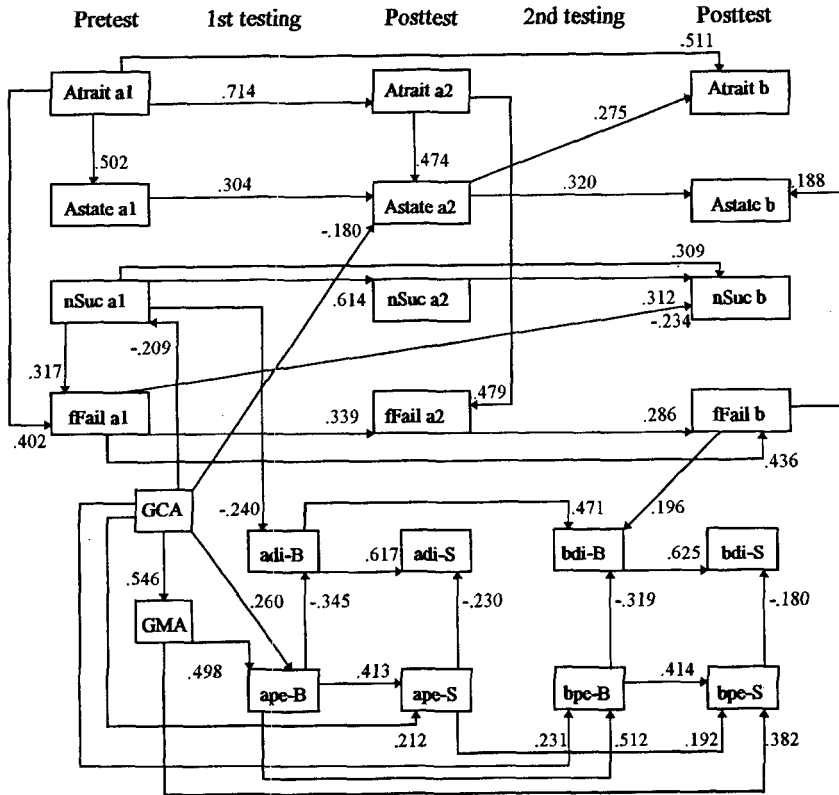 Pretest 1st testing Posttest 2nd testing Posttest
.511
Atrait a1 .714 Atrait a2 .275 Atrait b
.502 .474
Astate a1 .304 Astate a2 .320 Astate b .188
-.180
.309
nSuc a1 .614 nSuc a2 .312 nSuc b
-.209 -.234
.317
fFail a1 .339 .479 fFail a2 .286 fFail b
.402 .436
GCA -.240 .471 .196
adi-B .617 adi-S bdi-B .625 bdi-S
.546 .260 -.345 -.230 -.319 -.180
GMA
.498 ape-B .413 ape-S bpe-B .414 bpe-S
.212 .231 .512 .192 .382